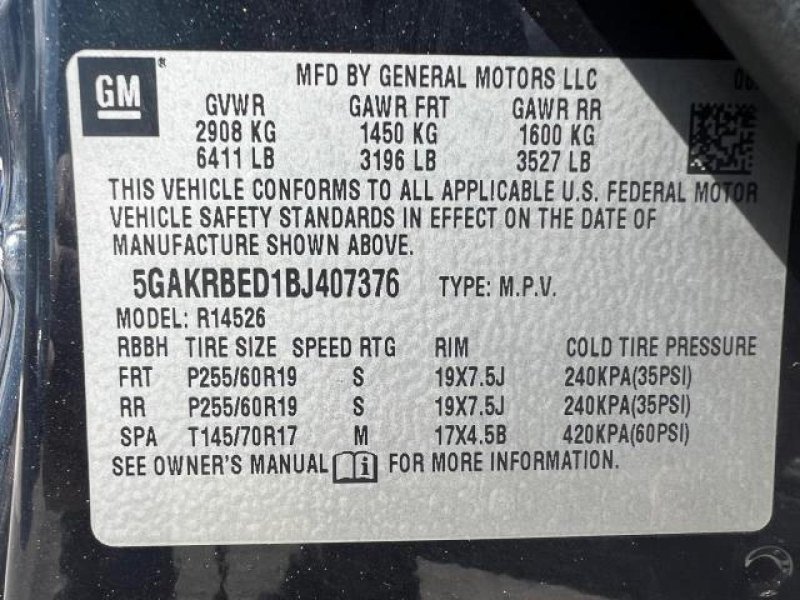 GM
MFD BY GENERAL MOTORS LLC
GVWR GAWR FRT GAWR RR
2908 KG 1450 KG 1600 KG
6411 LB 3196 LB 3527 LB
THIS VEHICLE CONFORMS TO ALL APPLICABLE U.S. FEDERAL MOTOR
VEHICLE SAFETY STANDARDS IN EFFECT ON THE DATE OF
MANUFACTURE SHOWN ABOVE.
5GAKRBED1BJ407376 TYPE: M.P.V.
MODEL: R14526
RBBH TIRE SIZE SPEED RTG RIM COLD TIRE PRESSURE
FRT P255/60R19 S 19X7.5J 240KPA(35PSI)
RR P255/60R19 S 19X7.5J 240KPA(35PSI)
SPA T145/70R17 M 17X4.5B 420KPA(60PSI)
SEE OWNER'S MANUAL FOR MORE INFORMATION.